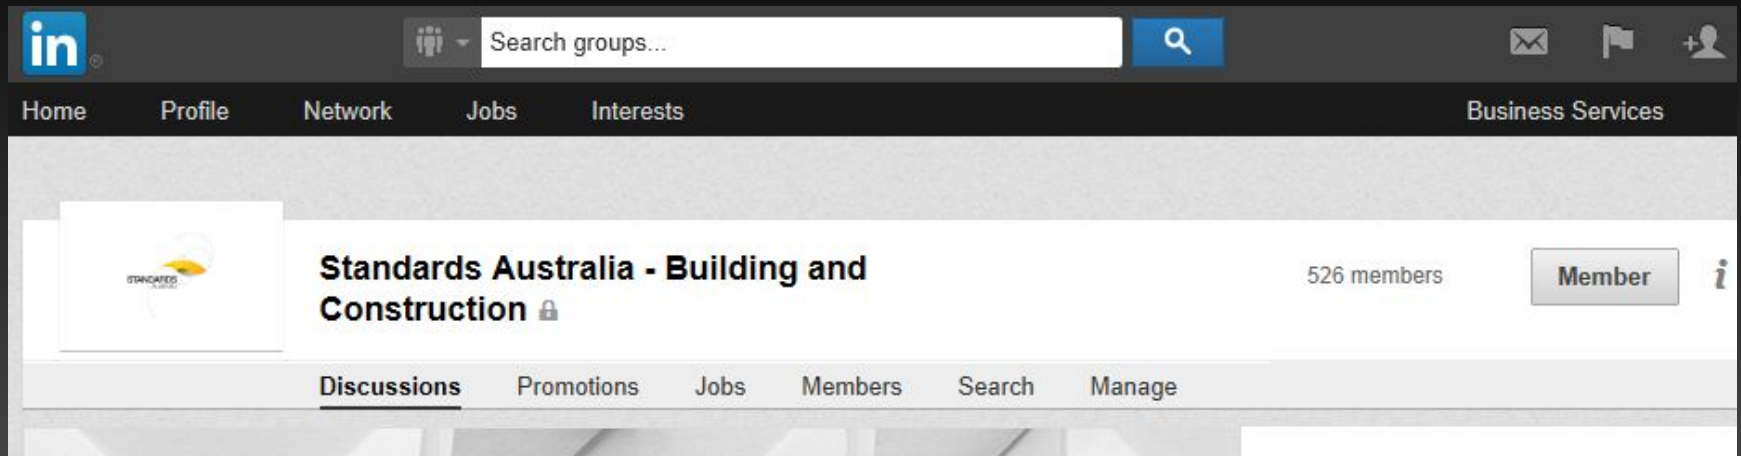 in ®
Search groups...
Home Profile Network Jobs Interests Business Services
STANDARDS
Standards Australia - Building and
Construction
526 members
Member
i
Discussions Promotions Jobs Members Search Manage